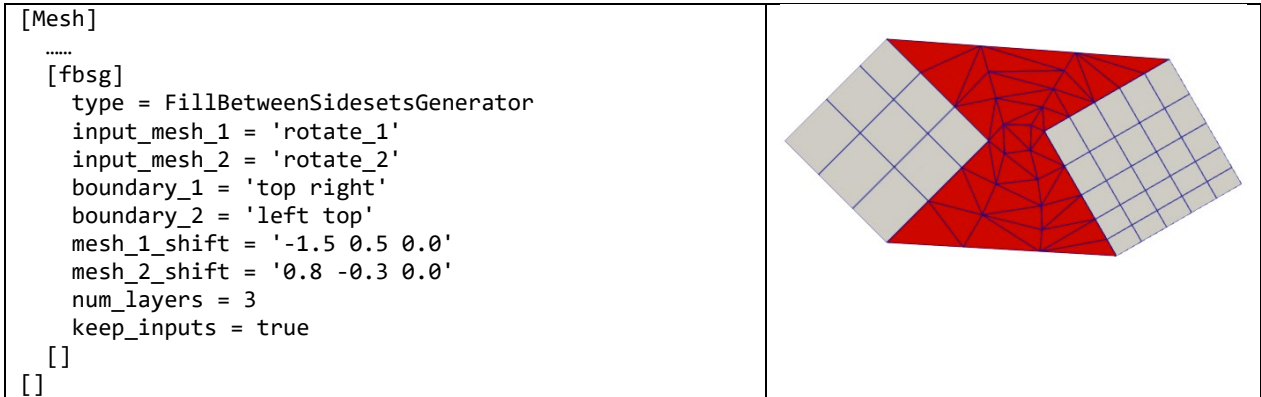 [Mesh]
  ……
  [fbsg]
    type = FillBetweenSidesetsGenerator
    input_mesh_1 = 'rotate_1'
    input_mesh_2 = 'rotate_2'
    boundary_1 = 'top right'
    boundary_2 = 'left top'
    mesh_1_shift = '-1.5 0.5 0.0'
    mesh_2_shift = '0.8 -0.3 0.0'
    num_layers = 3
    keep_inputs = true
  []
[]